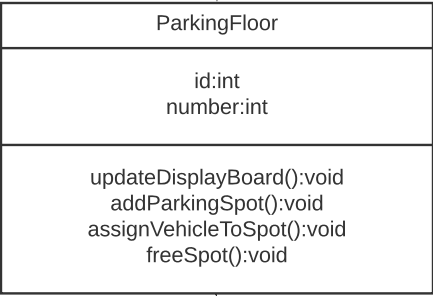 ParkingFloor
id:int
number:int
updateDisplayBoard():void
addParkingSpot():void
assignVehicleToSpot():void
freeSpot():void